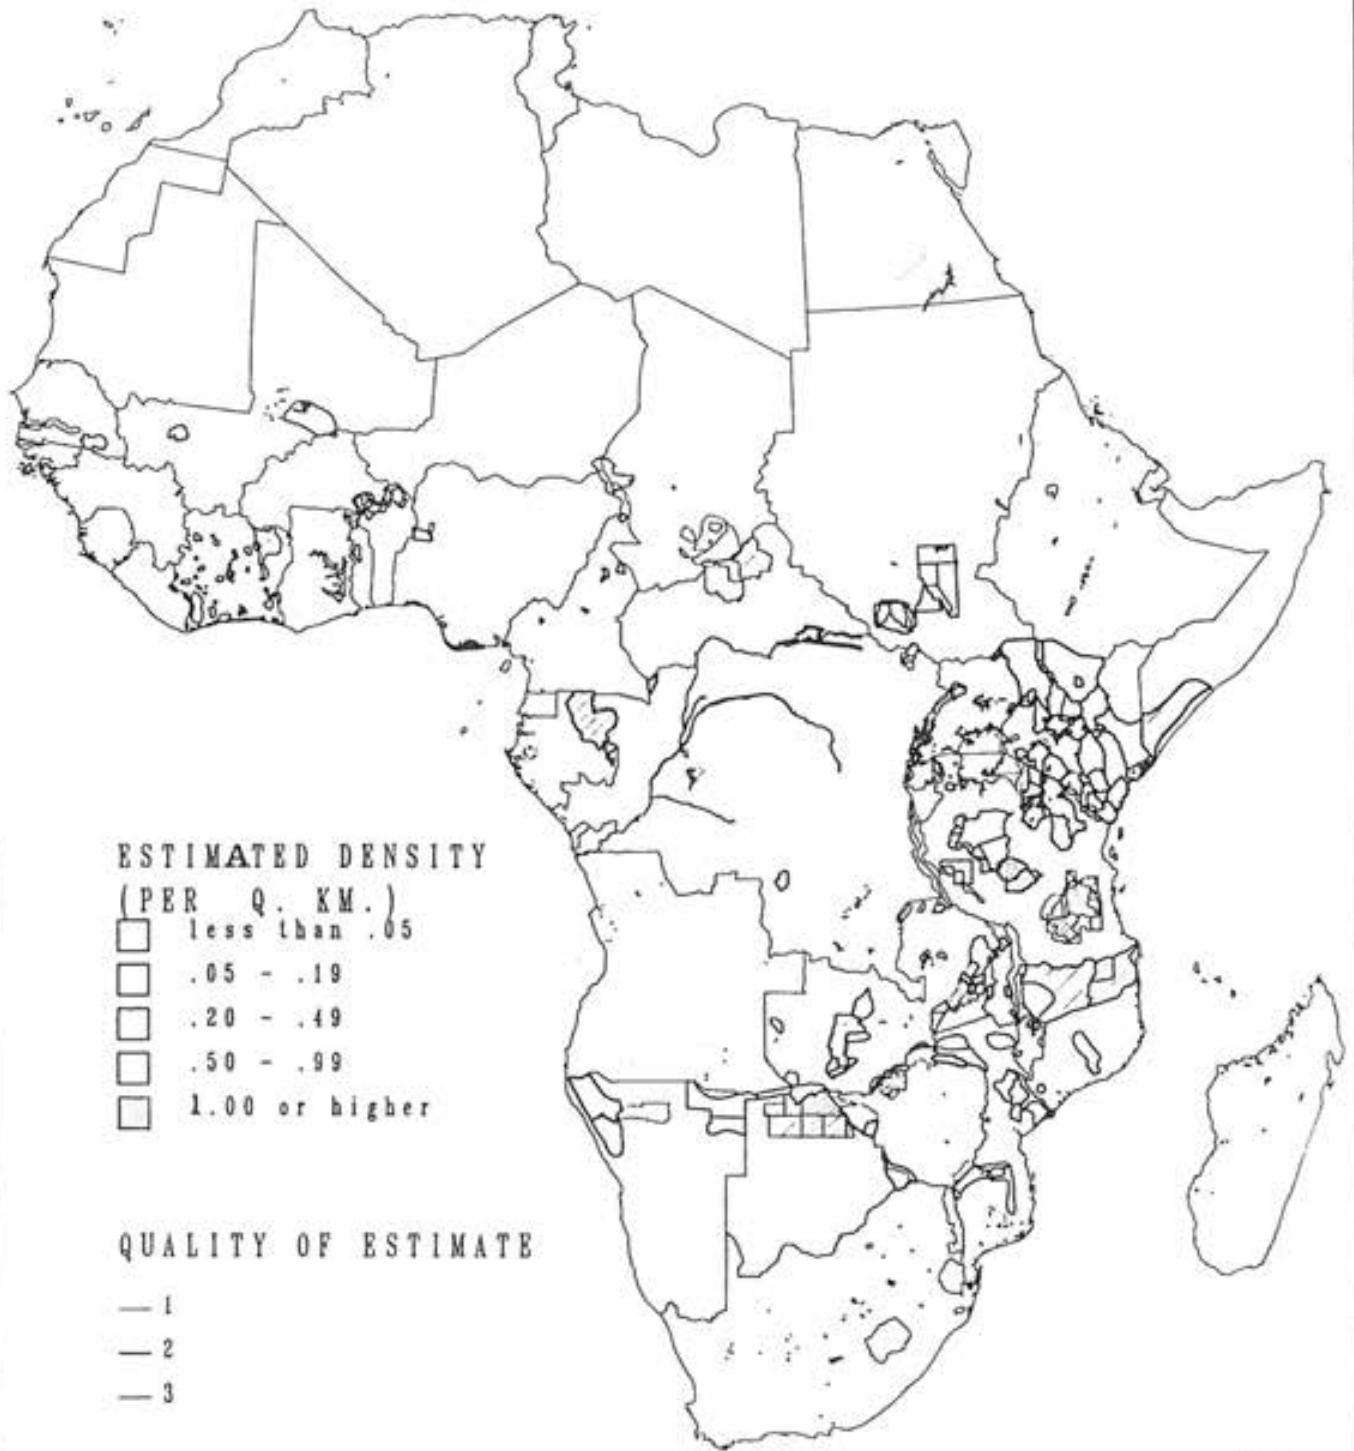 ESTIMATED DENSITY
(PER Q. KM.)
less than .05
.05 - .19
.20 - .49
.50 - .99
1.00 or higher
QUALITY OF ESTIMATE
1
2
3